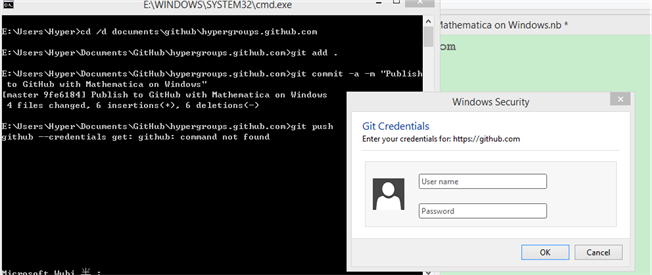 E:\WINDOWS\SYSTEM32\cmd.exe
E:\Users\Hyper>cd /d documents\github\hypergroups.github.com
E:\Users\Hyper\Documents\GitHub\hypergroups.github.com>git add .
E:\Users\Hyper\Documents\GitHub\hypergroups.github.com>git commit -a -m "Publish
to GitHub with Mathematica on Windows"
[master 9fe6184] Publish to GitHub with Mathematica on Windows
4 files changed, 6 insertions(+), 6 deletions(-)
E:\Users\Hyper\Documents\GitHub\hypergroups.github.com>git push
github --credentials get: github: command not found
Microsoft Wubi 半 :
Mathematica on Windows.nb *
om
Windows Security
Git Credentials
Enter your credentials for: https://github.com
User name
Password
OK
Cancel